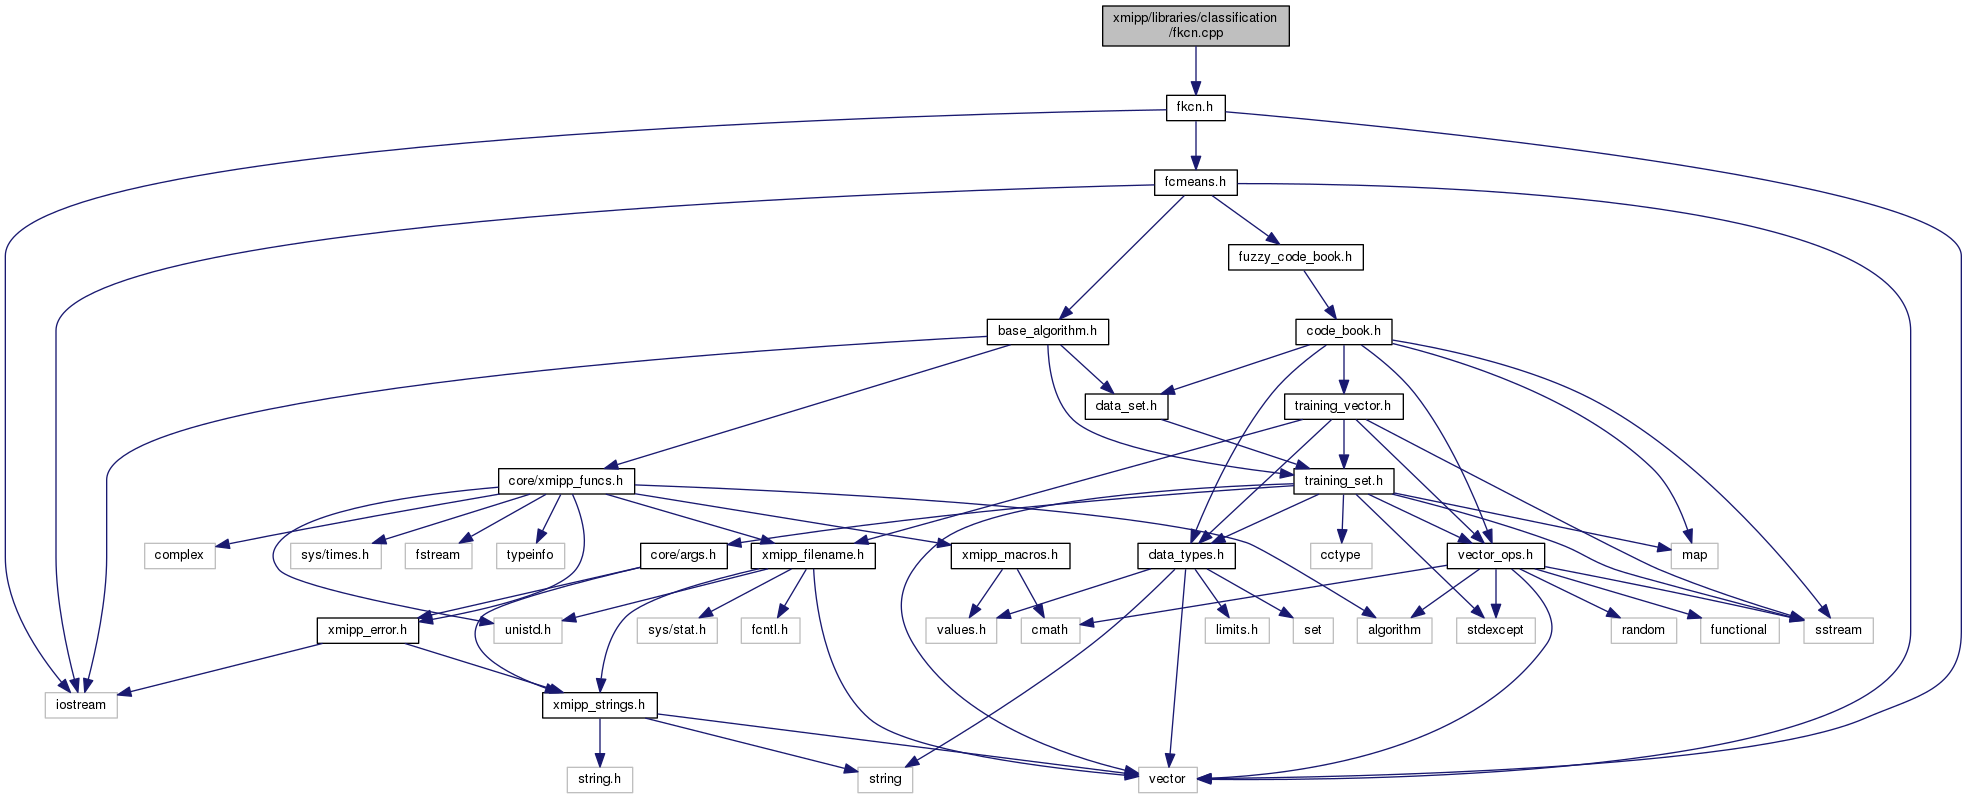 xmipp/libraries/classification
/fkcn.cpp
fkcn.h
fcmeans.h
fuzzy_code_book.h
base_algorithm.h
code_book.h
data_set.h
training_vector.h
core/xmipp_funcs.h
training_set.h
complex
sys/times.h
fstream
typeinfo
core/args.h
xmipp_filename.h
xmipp_macros.h
data_types.h
cctype
vector_ops.h
map
xmipp_error.h
unistd.h
sys/stat.h
fcntl.h
values.h
cmath
limits.h
set
algorithm
stdexcept
random
functional
sstream
iostream
xmipp_strings.h
string.h
string
vector